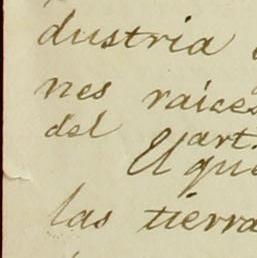 dustria
nes raices
del art
El que
las tierra